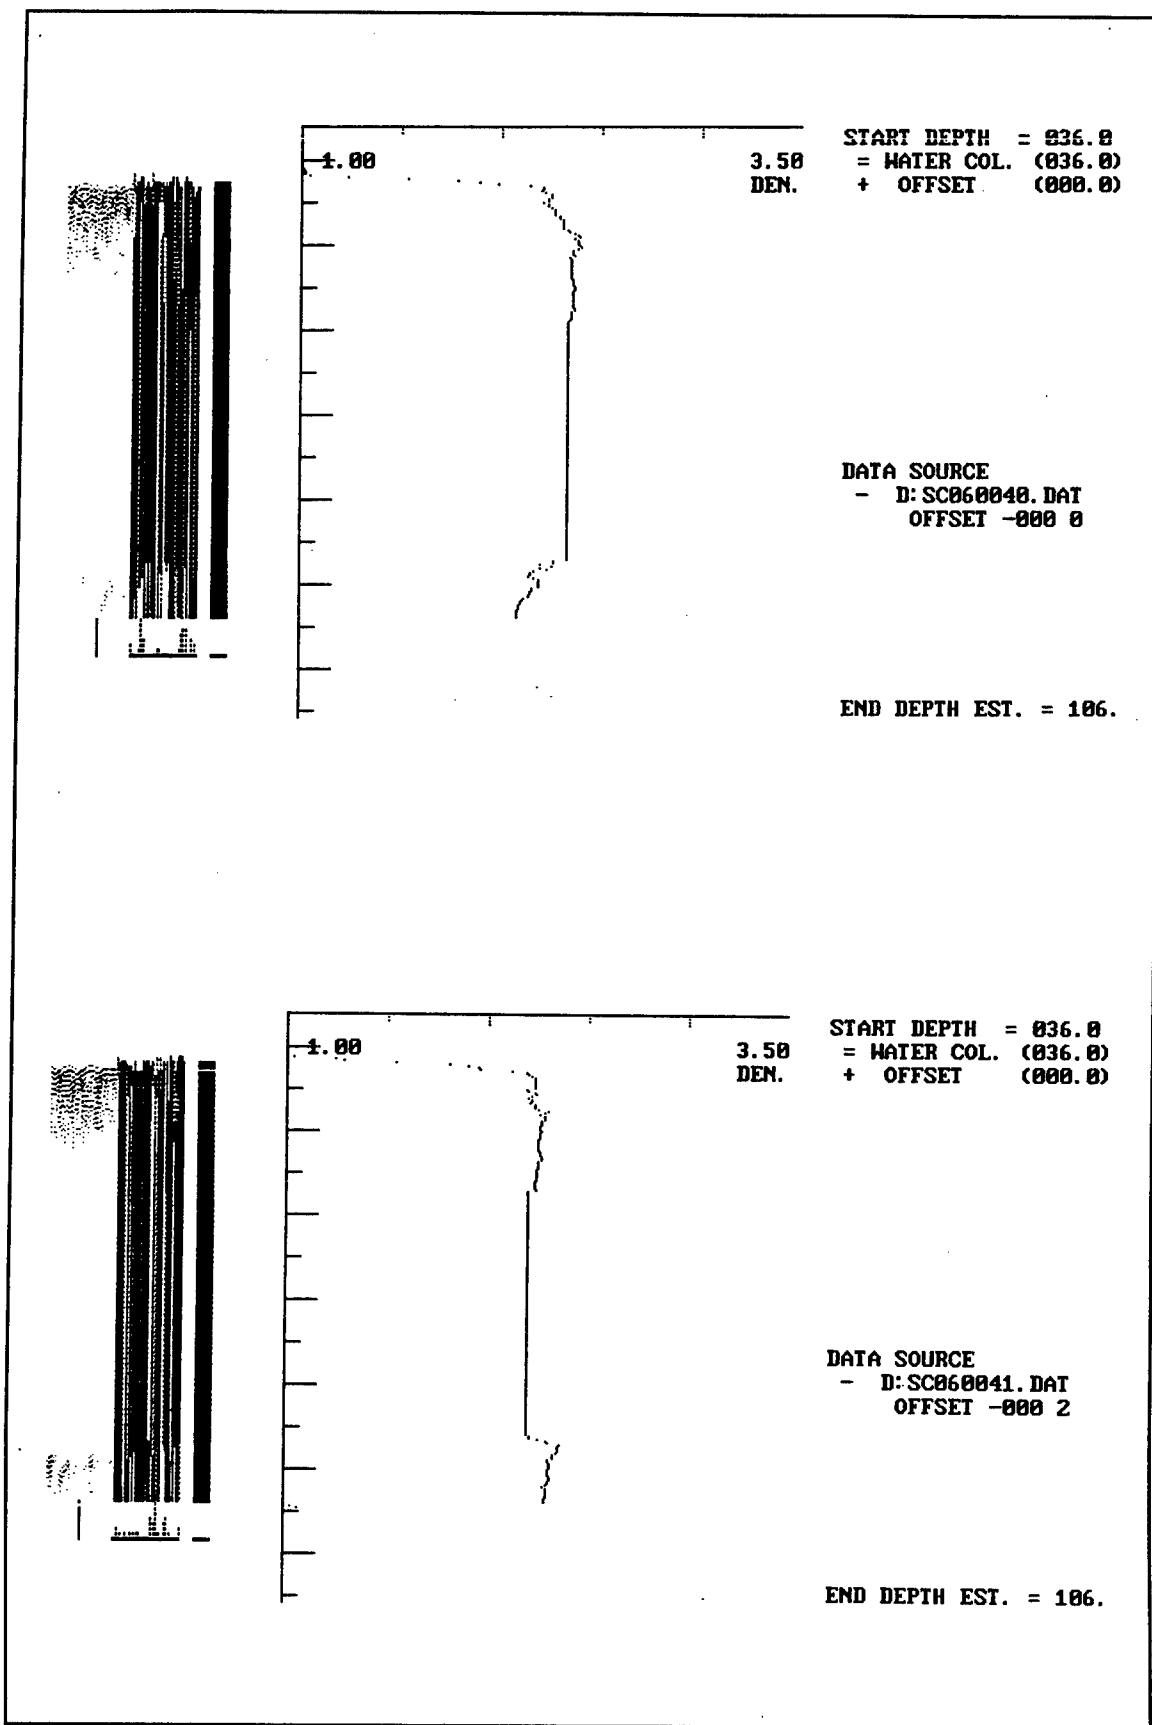 1.00
3.50
DEN.
START DEPTH = 036.0
= WATER COL. (036.0)
+ OFFSET (000.0)
DATA SOURCE
- D:SC060040.DAT
OFFSET -000 0
END DEPTH EST. = 106.
1.00
3.50
DEN.
START DEPTH = 036.0
= WATER COL. (036.0)
+ OFFSET (000.0)
DATA SOURCE
- D:SC060041.DAT
OFFSET -000 2
END DEPTH EST. = 106.